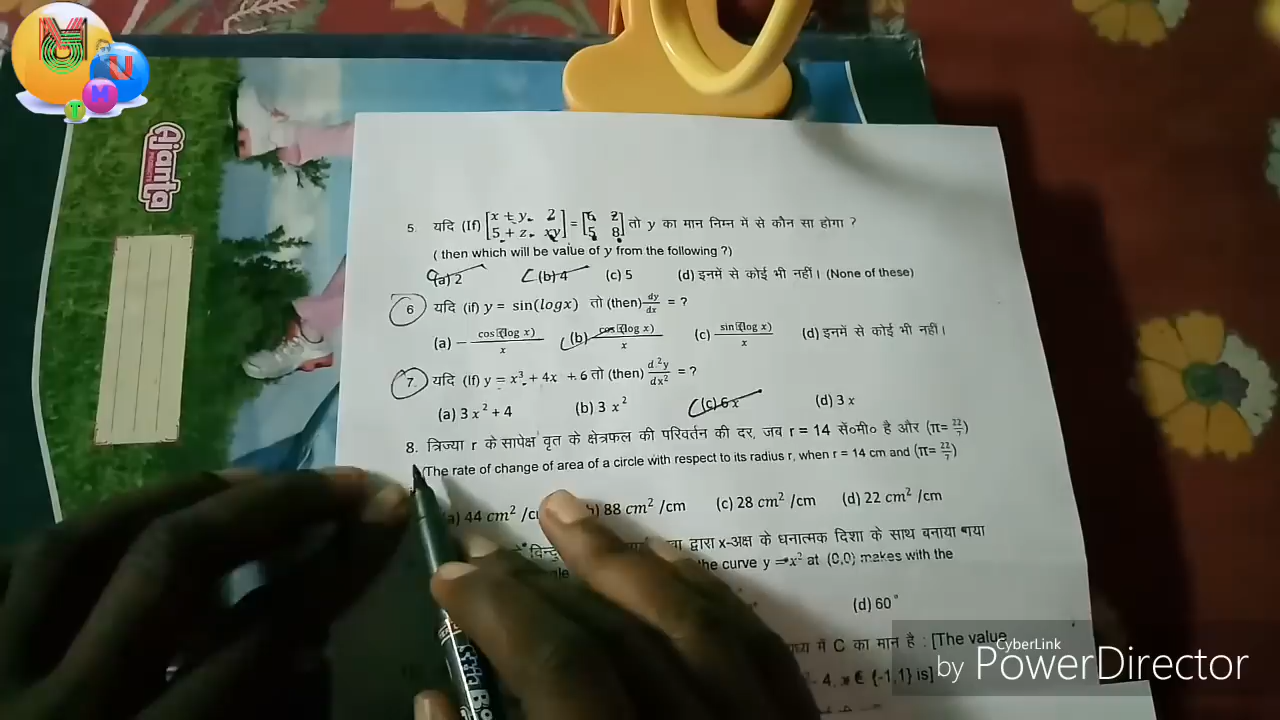 M
U
H
T
Ajanta
5. यदि (If) [x + y 2 5 + z xy] = [6 2 5 8] तो y का मान निम्न में से कौन सा होगा ?
( then which will be value of y from the following ?)
(a) 2 (b) 4 (c) 5 (d) इनमें से कोई भी नहीं। (None of these)
6 यदि (if) y = sin(logx) तो (then) dy/dx = ?
(a) − cos(log x)/x (b) cos(log x)/x (c) sin(log x)/x (d) इनमें से कोई भी नहीं।
7. यदि (If) y = x³ + 4x + 6 तो (then) d²y/dx² = ?
(a) 3 x² + 4 (b) 3 x² (c) 6 x (d) 3 x
8. त्रिज्या r के सापेक्ष वृत के क्षेत्रफल की परिवर्तन की दर, जब r = 14 सें०मी० है और (π= 22/7)
(The rate of change of area of a circle with respect to its radius r, when r = 14 cm and (π= 22/7)
a) 44 cm² /c b) 88 cm² /cm (c) 28 cm² /cm (d) 22 cm² /cm
द्वारा x-अक्ष के धनात्मक दिशा के साथ बनाया गया
the curve y = x² at (0,0) makes with the
(d) 60°
में C का मान है : [The value
4, x ∈ {-1,1} is]
CyberLink
by PowerDirector